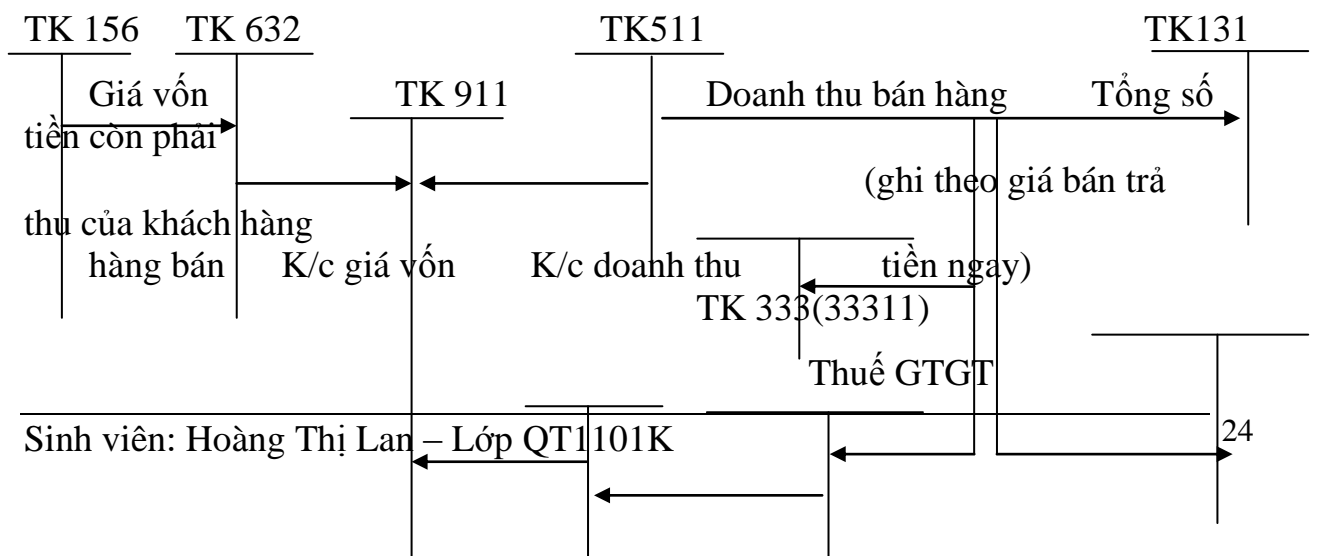 TK 156 TK 632 TK511 TK131
Giá vốn TK 911 Doanh thu bán hàng Tổng số
tiền còn phải
(ghi theo giá bán trả
thu của khách hàng
hàng bán K/c giá vốn K/c doanh thu tiền ngay)
TK 333(33311)
Thuế GTGT
Sinh viên: Hoàng Thị Lan – Lớp QT1101K 24